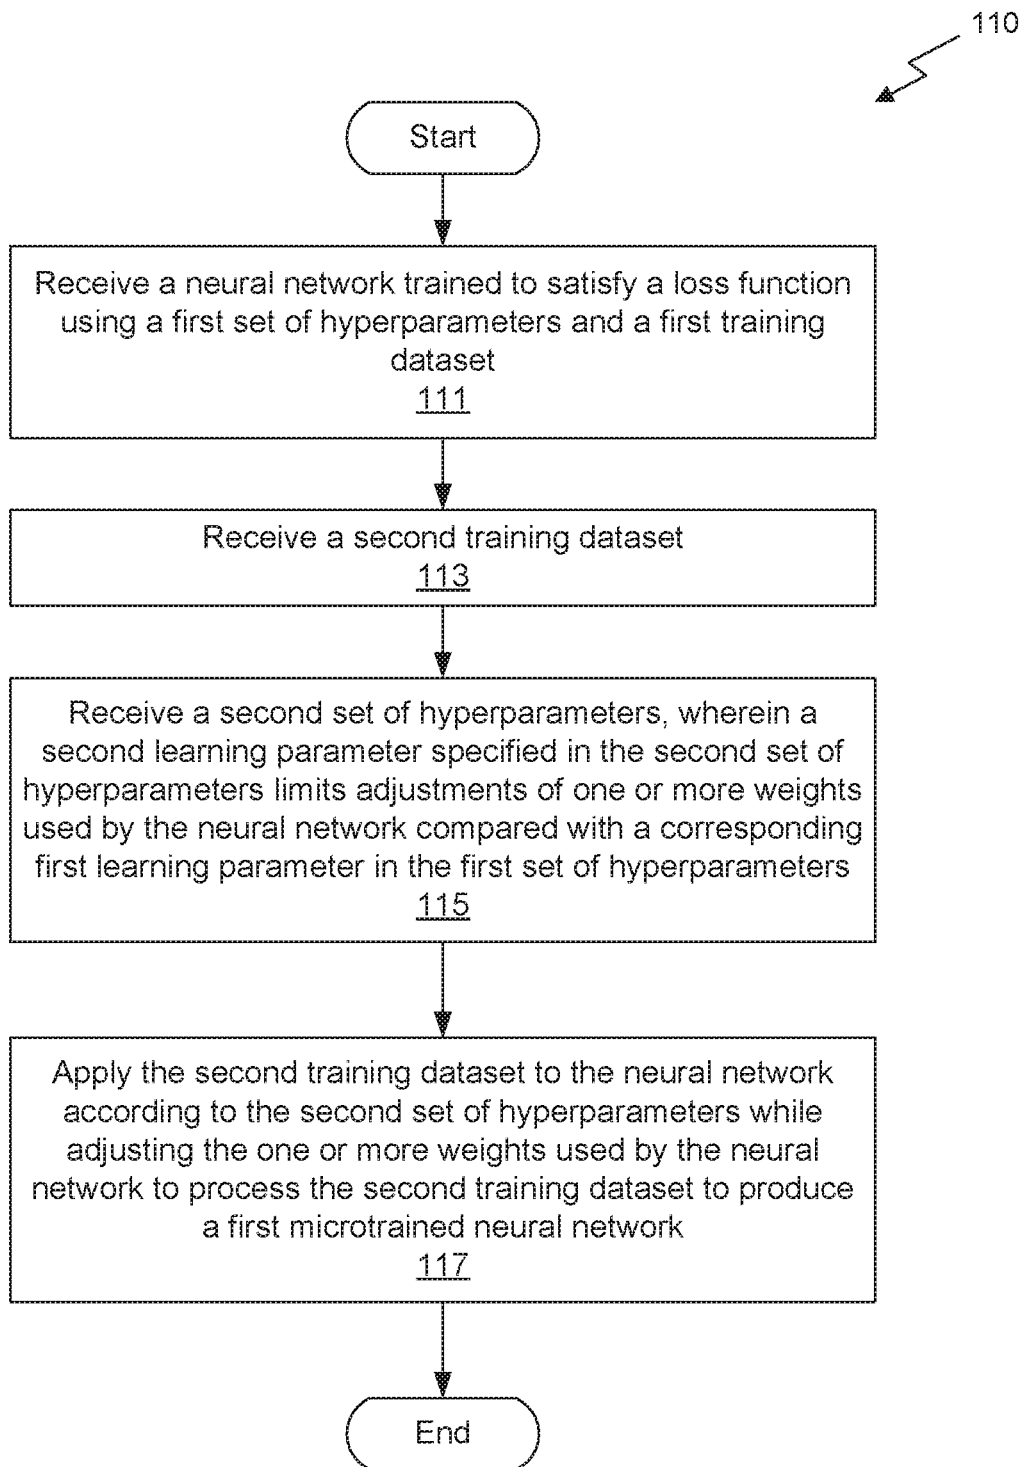 110
Start
Receive a neural network trained to satisfy a loss function
using a first set of hyperparameters and a first training
dataset
111
Receive a second training dataset
113
Receive a second set of hyperparameters, wherein a
second learning parameter specified in the second set of
hyperparameters limits adjustments of one or more weights
used by the neural network compared with a corresponding
first learning parameter in the first set of hyperparameters
115
Apply the second training dataset to the neural network
according to the second set of hyperparameters while
adjusting the one or more weights used by the neural
network to process the second training dataset to produce
a first microtrained neural network
117
End